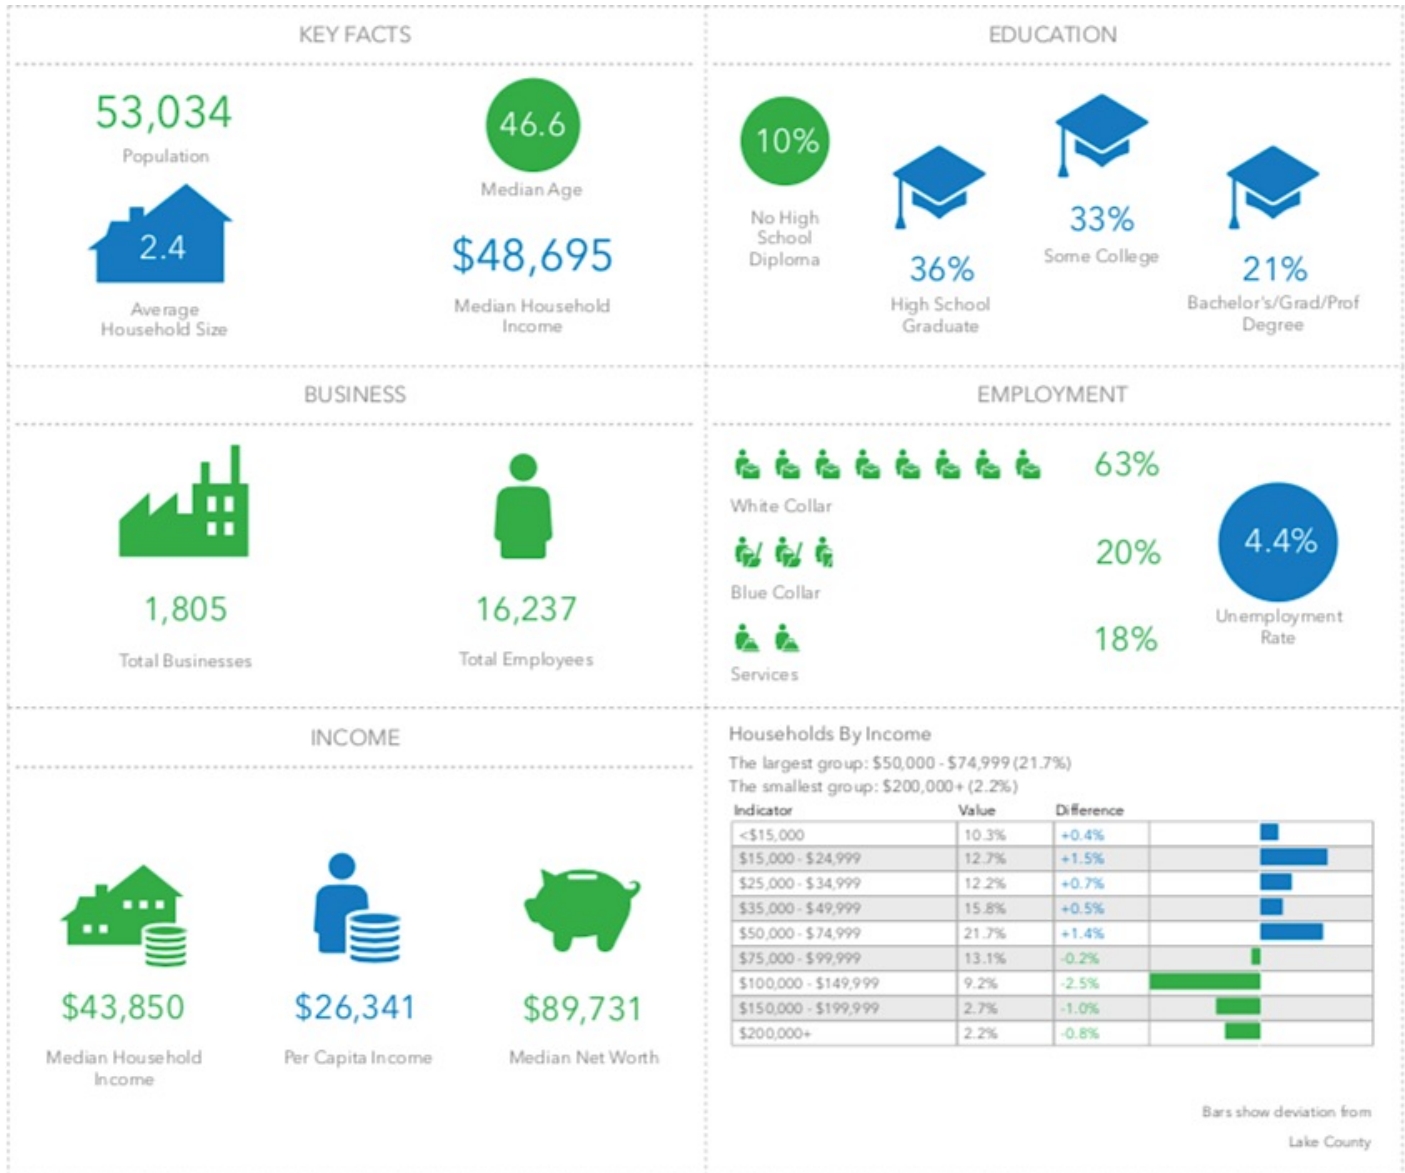 KEY FACTS
53,034
Population
46.6
Median Age
2.4
Average
Household Size
$48,695
Median Household
Income
EDUCATION
10%
No High
School
Diploma
36%
High School
Graduate
33%
Some College
21%
Bachelor's/Grad/Prof
Degree
BUSINESS
1,805
Total Businesses
16,237
Total Employees
EMPLOYMENT
63%
White Collar
20%
Blue Collar
18%
Services
4.4%
Unemployment
Rate
INCOME
$43,850
Median Household
Income
$26,341
Per Capita Income
$89,731
Median Net Worth
Households By Income
The largest group: $50,000 - $74,999 (21.7%)
The smallest group: $200,000+ (2.2%)
Indicator Value Difference
<$15,000 10.3% +0.4%
$15,000 - $24,999 12.7% +1.5%
$25,000 - $34,999 12.2% +0.7%
$35,000 - $49,999 15.8% +0.5%
$50,000 - $74,999 21.7% +1.4%
$75,000 - $99,999 13.1% -0.2%
$100,000 - $149,999 9.2% -2.5%
$150,000 - $199,999 2.7% -1.0%
$200,000+ 2.2% -0.8%
Bars show deviation from
Lake County